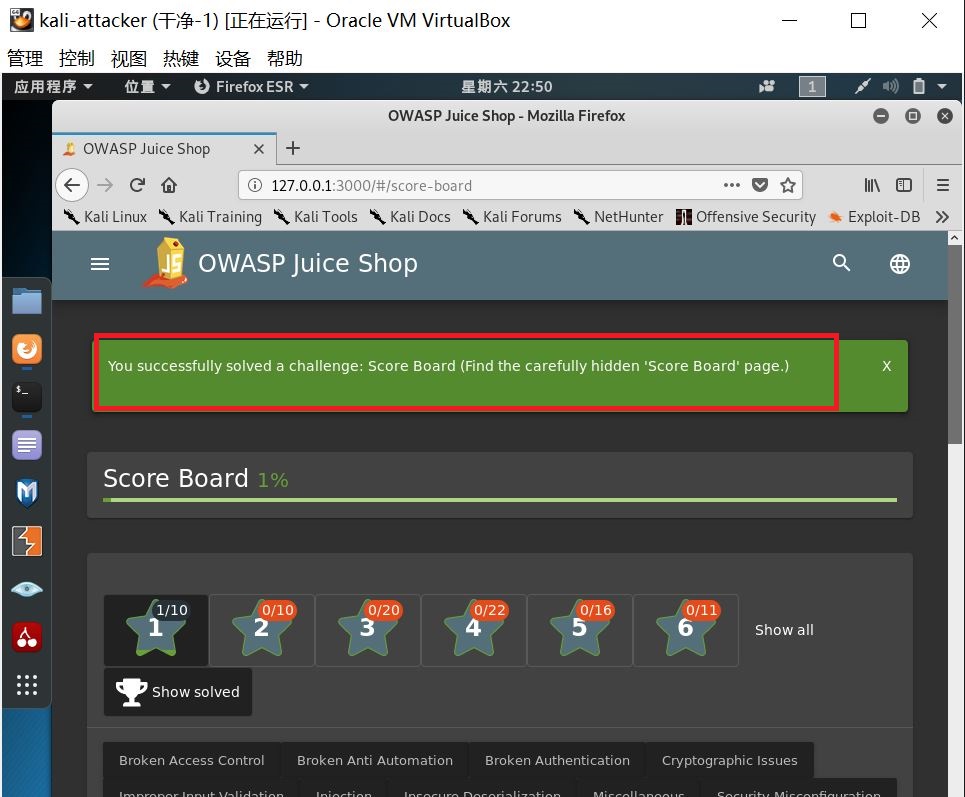 kali-attacker (干净-1) [正在运行] - Oracle VM VirtualBox
管理 控制 视图 热键 设备 帮助
应用程序 位置 Firefox ESR 星期六 22:50 1
OWASP Juice Shop - Mozilla Firefox
OWASP Juice Shop
127.0.0.1:3000/#/score-board
Kali Linux Kali Training Kali Tools Kali Docs Kali Forums NetHunter Offensive Security Exploit-DB
JS OWASP Juice Shop
You successfully solved a challenge: Score Board (Find the carefully hidden 'Score Board' page.) X
Score Board 1%
1/10 0/10 0/20 0/22 0/16 0/11
1 2 3 4 5 6 Show all
Show solved
Broken Access Control Broken Anti Automation Broken Authentication Cryptographic Issues
Improper Input Validation Injection Insecure Deserialization Miscellaneous Security Misconfiguration